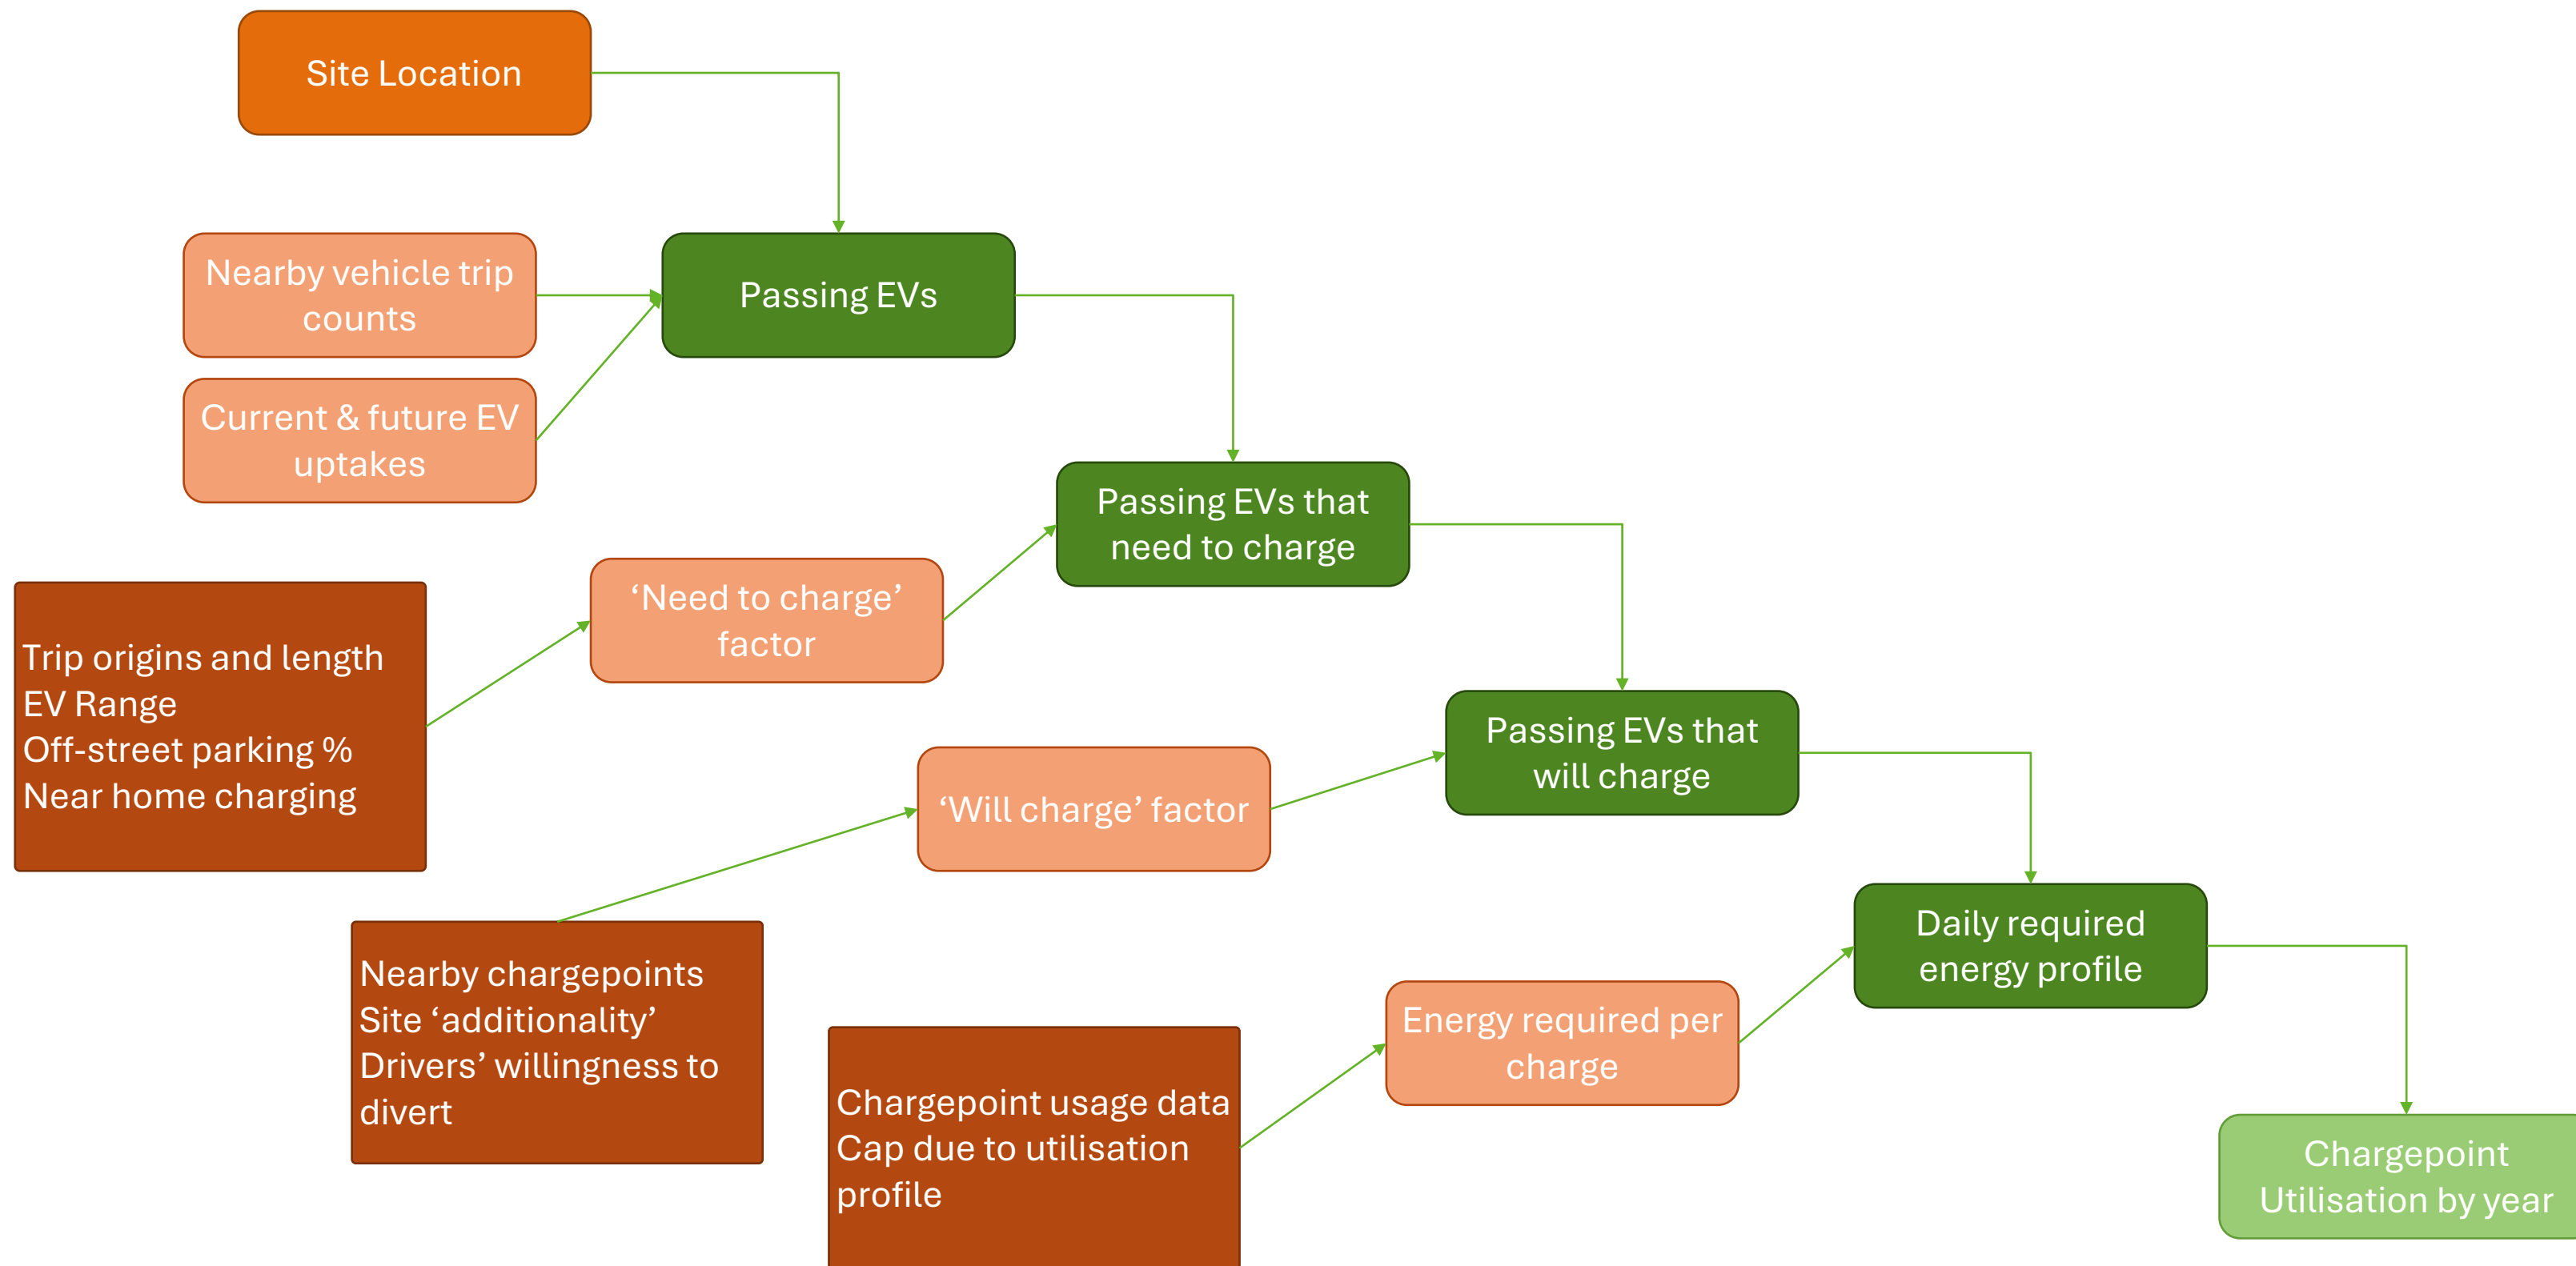 Site Location
Nearby vehicle trip
counts
Passing EVs
Current & future EV
uptakes
Passing EVs that
need to charge
‘Need to charge’
factor
Trip origins and length
EV Range
Off-street parking %
Near home charging
Passing EVs that
will charge
‘Will charge’ factor
Nearby chargepoints
Site ‘additionality’
Drivers’ willingness to
divert
Daily required
energy profile
Energy required per
charge
Chargepoint usage data
Cap due to utilisation
profile
Chargepoint
Utilisation by year